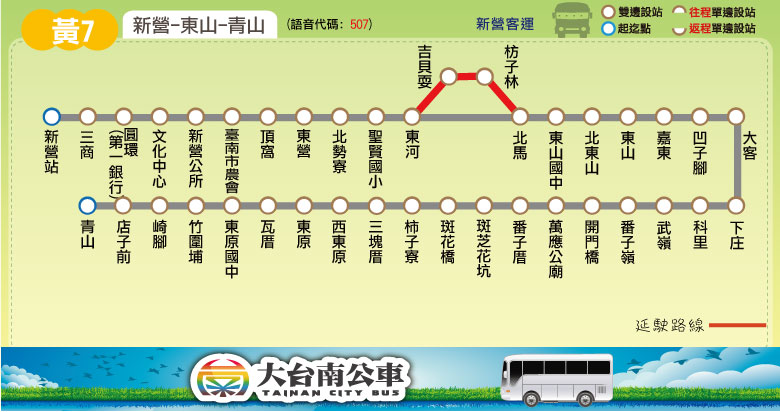 黃7
新營-東山-青山
(語音代碼: 507)
新營客運
雙邊設站
往程單邊設站
起迄點
返程單邊設站
吉貝耍
枋子林
新營站
三商
圓環(第一銀行)
文化中心
新營公所
臺南市農會
頂窩
東營
北勢寮
聖賢國小
東河
北馬
東山國中
北東山
東山
嘉東
凹子腳
大客
青山
店子前
崎腳
竹圍埔
東原國中
瓦厝
東原
西東原
三塊厝
柿子寮
斑花橋
斑芝花坑
番子厝
萬應公廟
開門橋
番子嶺
武嶺
科里
下庄
延駛路線
大台南公車
TAINAN CITY BUS